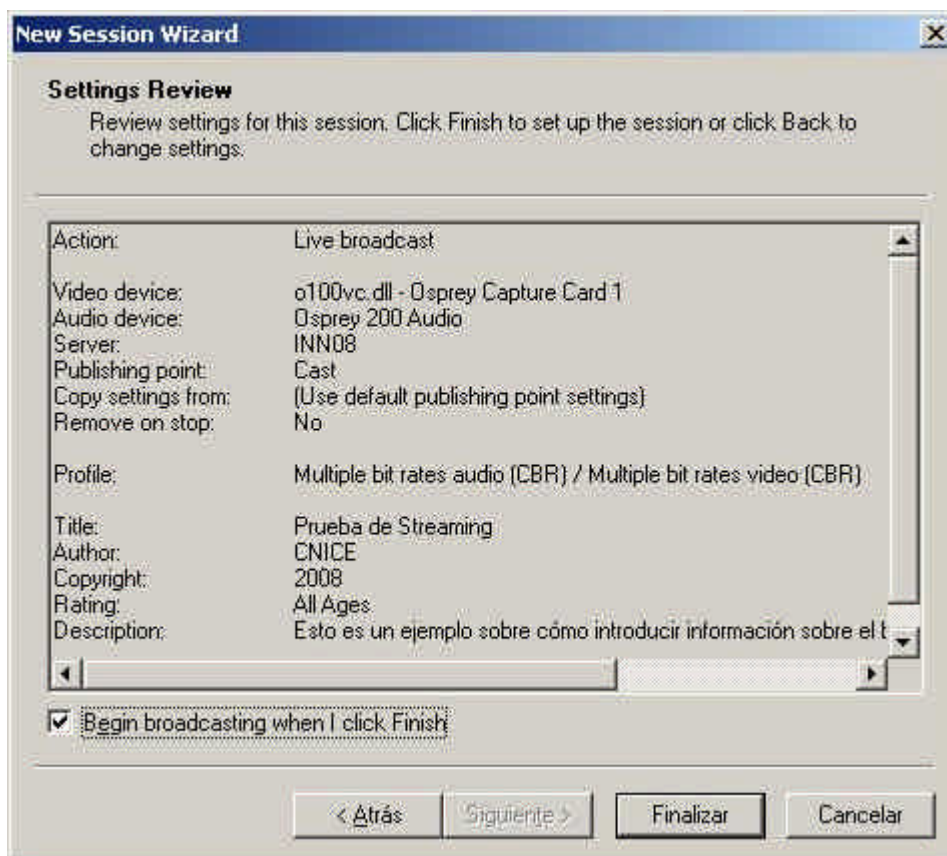 New Session Wizard
Settings Review
Review settings for this session. Click Finish to set up the session or click Back to
change settings.
Action: Live broadcast
Video device: o100vc.dll - Osprey Capture Card 1
Audio device: Osprey 200 Audio
Server: INN08
Publishing point: Cast
Copy settings from: (Use default publishing point settings)
Remove on stop: No
Profile: Multiple bit rates audio (CBR) / Multiple bit rates video (CBR)
Title: Prueba de Streaming
Author: CNICE
Copyright: 2008
Rating: All Ages
Description: Esto es un ejemplo sobre cómo introducir información sobre el
Begin broadcasting when I click Finish
< Atrás Siguiente > Finalizar Cancelar